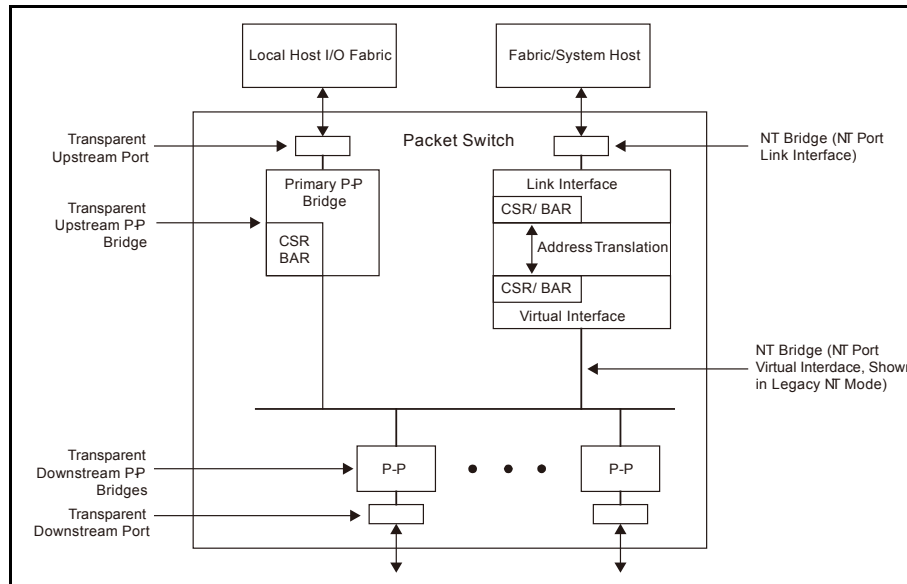 Local Host I/O Fabric
Fabric/System Host
Transparent
Upstream Port
Packet Switch
NT Bridge (NT Port
Link Interface)
Primary P-P
Bridge
Link Interface
Transparent
Upstream P-P
Bridge
CSR/ BAR
CSR
BAR
Address Translation
CSR/ BAR
Virtual Interface
NT Bridge (NT Port
Virtual Interdace, Shown
in Legacy NT Mode)
Transparent
Downstream P-P
Bridges
P-P
P-P
Transparent
Downstream Port